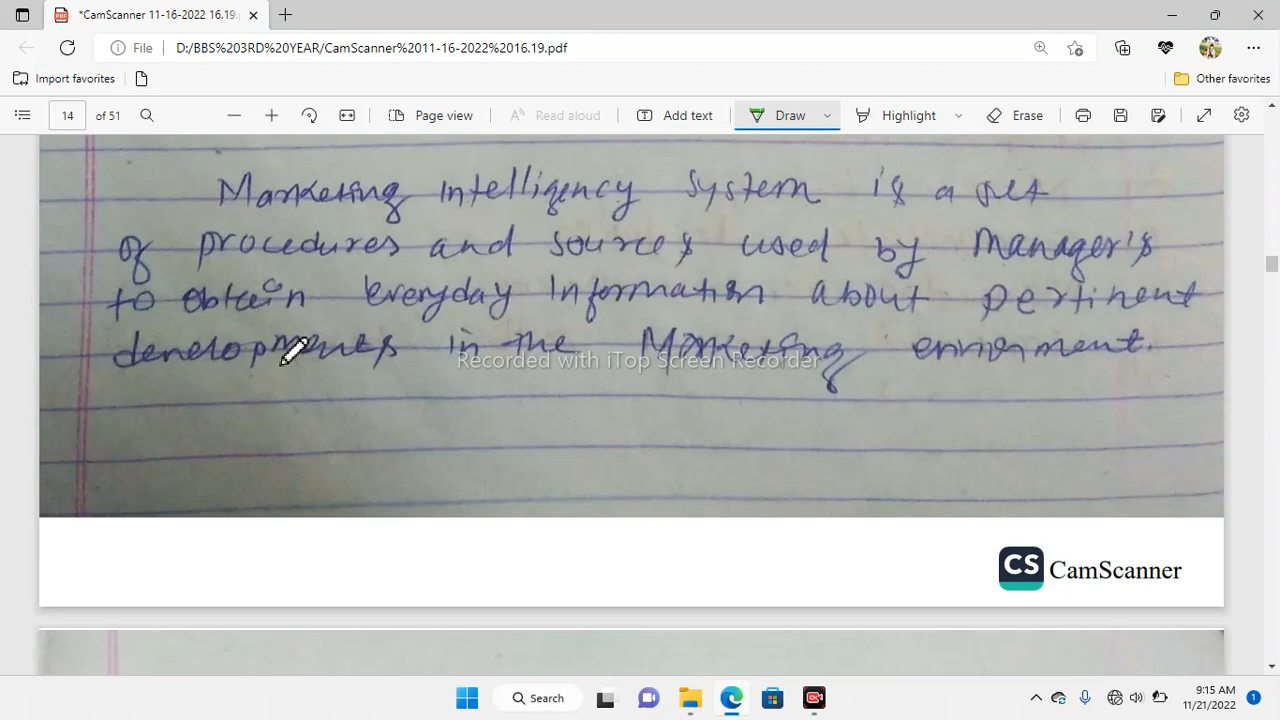 *CamScanner 11-16-2022 16.19.p
File D:/BBS%203RD%20YEAR/CamScanner%2011-16-2022%2016.19.pdf
Import favorites Other favorites
14 of 51 Page view Read aloud Add text Draw Highlight Erase
Marketing intelligency system is a set
of procedures and sources used by Manager's
to obtain everyday information about pertinent
developments in the Marketing
Recorded with iTop Screen Recorder
CS CamScanner
Search
9:15 AM
11/21/2022
1